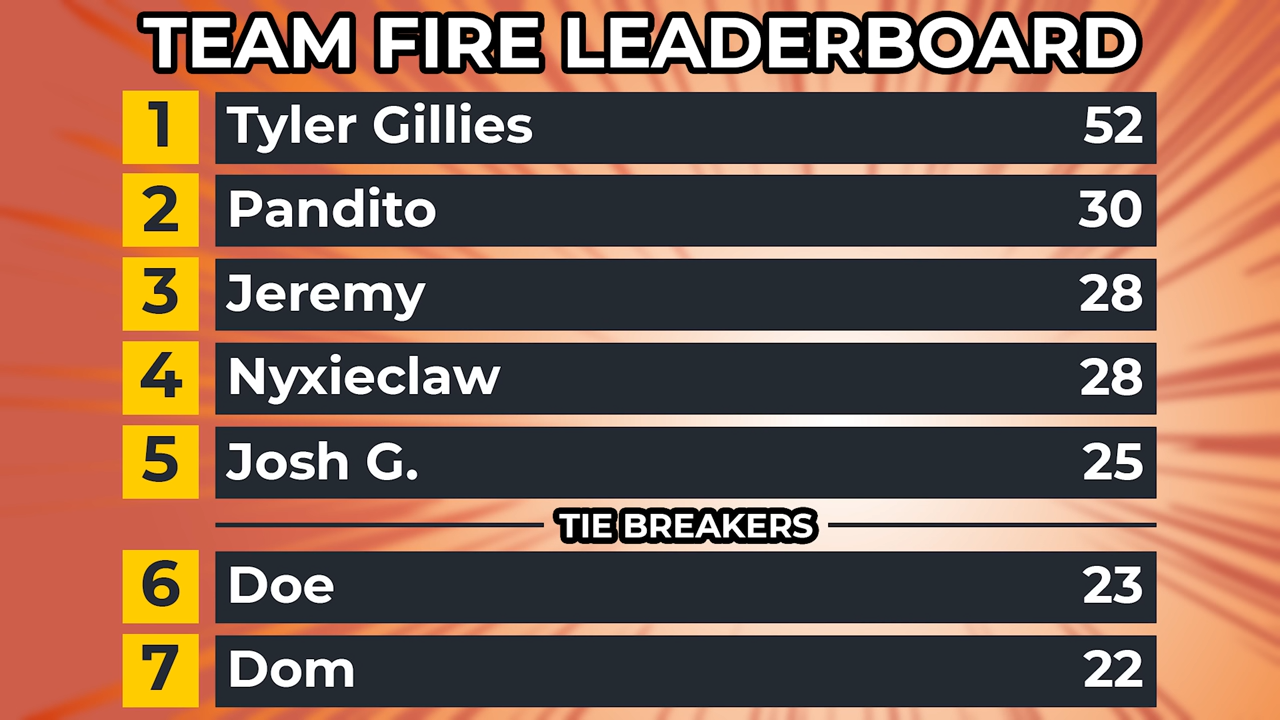 TEAM FIRE LEADERBOARD
1 Tyler Gillies 52
2 Pandito 30
3 Jeremy 28
4 Nyxieclaw 28
5 Josh G. 25
TIE BREAKERS
6 Doe 23
7 Dom 22